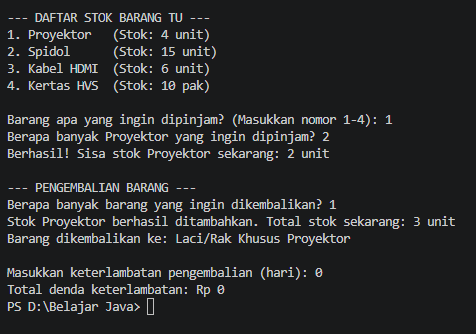 --- DAFTAR STOK BARANG TU ---
1. Proyektor   (Stok: 4 unit)
2. Spidol      (Stok: 15 unit)
3. Kabel HDMI  (Stok: 6 unit)
4. Kertas HVS  (Stok: 10 pak)

Barang apa yang ingin dipinjam? (Masukkan nomor 1-4): 1
Berapa banyak Proyektor yang ingin dipinjam? 2
Berhasil! Sisa stok Proyektor sekarang: 2 unit

--- PENGEMBALIAN BARANG ---
Berapa banyak barang yang ingin dikembalikan? 1
Stok Proyektor berhasil ditambahkan. Total stok sekarang: 3 unit
Barang dikembalikan ke: Laci/Rak Khusus Proyektor

Masukkan keterlambatan pengembalian (hari): 0
Total denda keterlambatan: Rp 0
PS D:\Belajar Java>